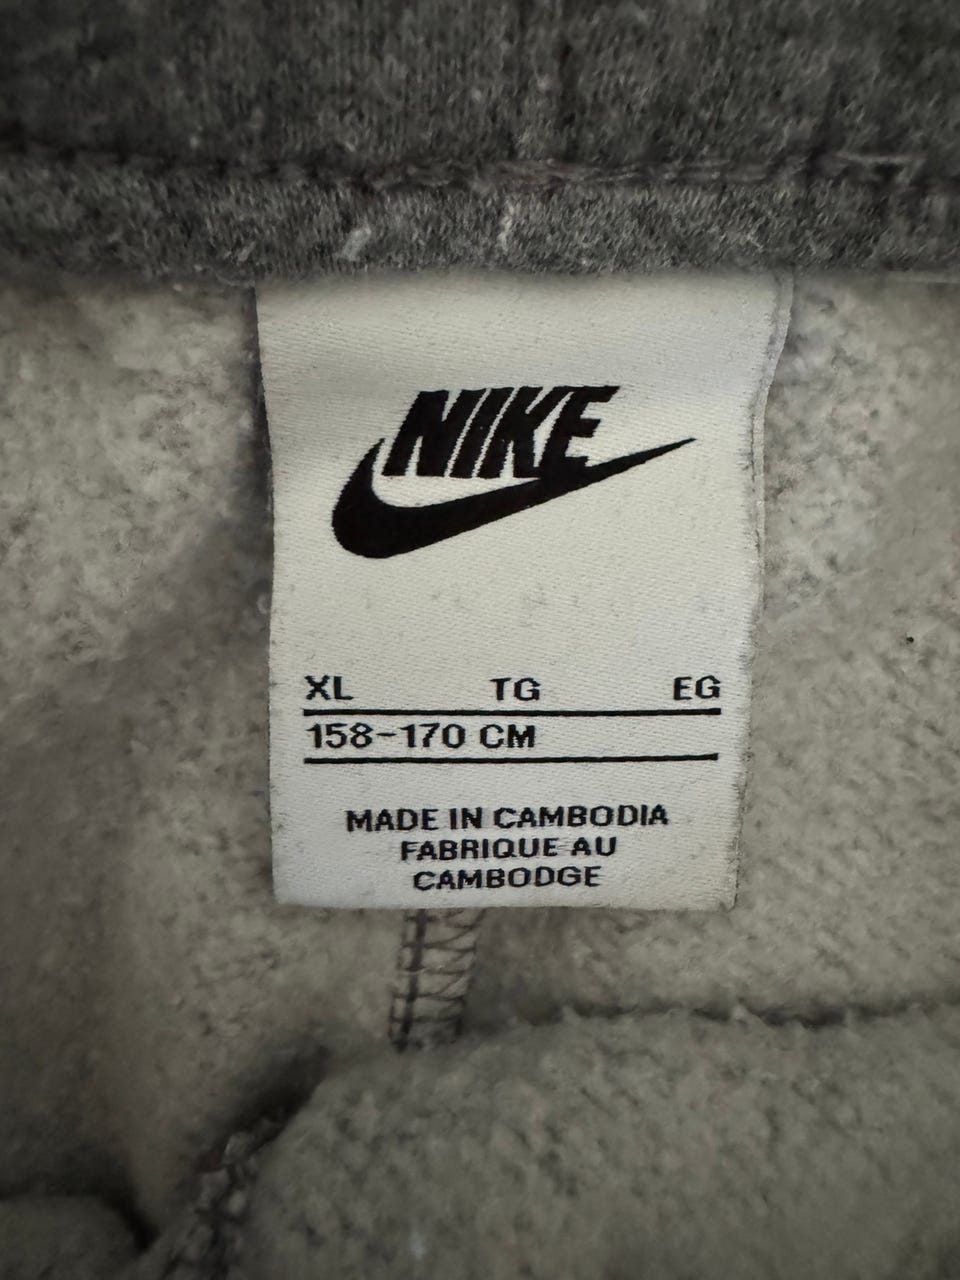 NIKE
XL TG EG
158-170 CM
MADE IN CAMBODIA
FABRIQUE AU
CAMBODGE